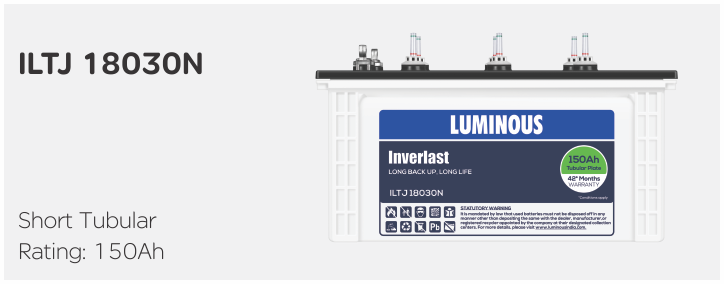 ILTJ 18030N
Short Tubular
Rating: 150Ah
LUMINOUS
Inverlast
LONG BACK UP, LONG LIFE
ILTJ18030N
150Ah
Tubular Plate
42* Months
WARRANTY
*Conditions apply
Pb
STATUTORY WARNING
It is mandated by law that used batteries must not be disposed off in any
manner other than depositing the same with the dealer, manufacturer, or
registered recycler appointed by the company at their designated collection
centers. For more details, please visit www.luminousindia.com.